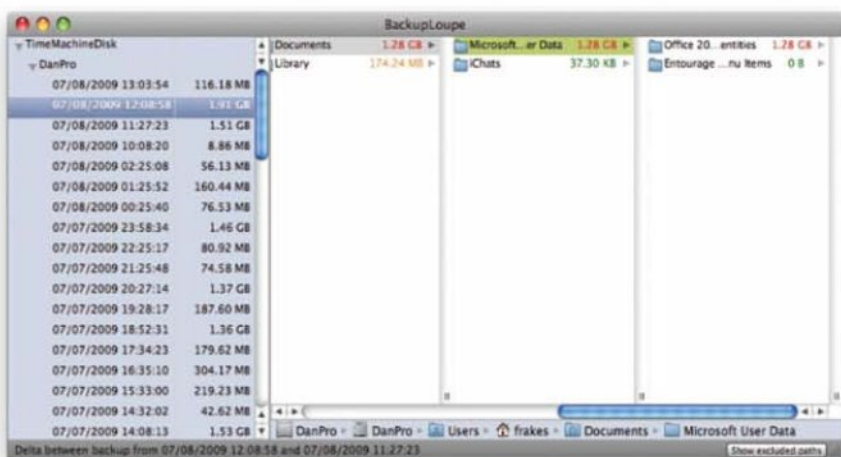 BackupLoupe
TimeMachineDisk
DanPro
07/08/2009 13:03:54 116.18 MB
07/08/2009 12:08:58 1.91 GB
07/08/2009 11:27:23 1.51 GB
07/08/2009 10:08:20 8.86 MB
07/08/2009 02:25:08 56.13 MB
07/08/2009 01:25:52 160.44 MB
07/08/2009 00:25:40 76.53 MB
07/07/2009 23:58:34 1.46 GB
07/07/2009 22:25:17 80.92 MB
07/07/2009 21:25:48 74.58 MB
07/07/2009 20:27:14 1.37 GB
07/07/2009 19:28:17 187.60 MB
07/07/2009 18:52:31 1.36 GB
07/07/2009 17:34:23 179.62 MB
07/07/2009 16:35:10 304.17 MB
07/07/2009 15:33:00 219.23 MB
07/07/2009 14:32:02 42.62 MB
07/07/2009 14:08:13 1.53 GB
Documents 1.28 GB
Library 174.24 MB
Microsoft...er Data 1.28 GB
iChats 37.30 KB
Office 20...entities 1.28 GB
Entourage ...nu Items 0 B
DanPro DanPro Users frakes Documents Microsoft User Data
Delta between backup from 07/08/2009 12:08:58 and 07/08/2009 11:27:23
Show excluded paths